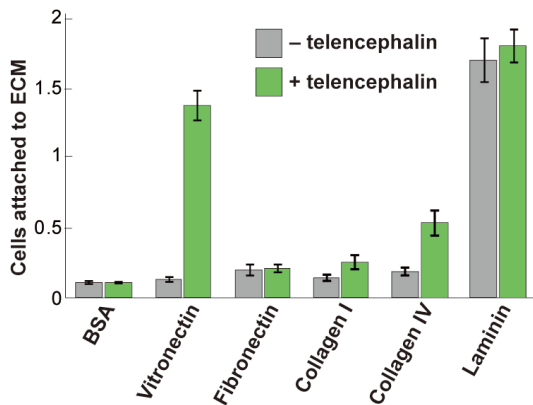 2
– telencephalin
+ telencephalin
1.5
1
0.5
0
Cells attached to ECM
BSA
Vitronectin
Fibronectin
Collagen I
Collagen IV
Laminin